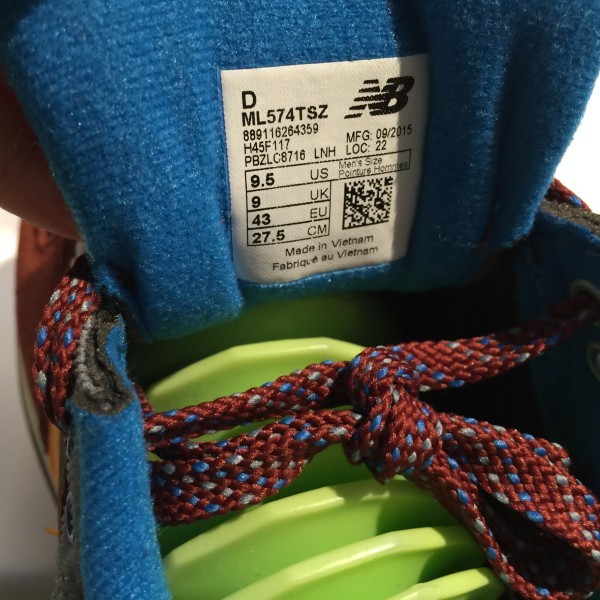 D
NB
ML574TSZ
889116264359
H45F117
MFG: 09/2015
PBZLC8716 LNH LOC: 22
9.5 US Men's Size
Pointure Hommes
9 UK
43 EU
27.5 CM
Made in Vietnam
Fabriqué au Vietnam